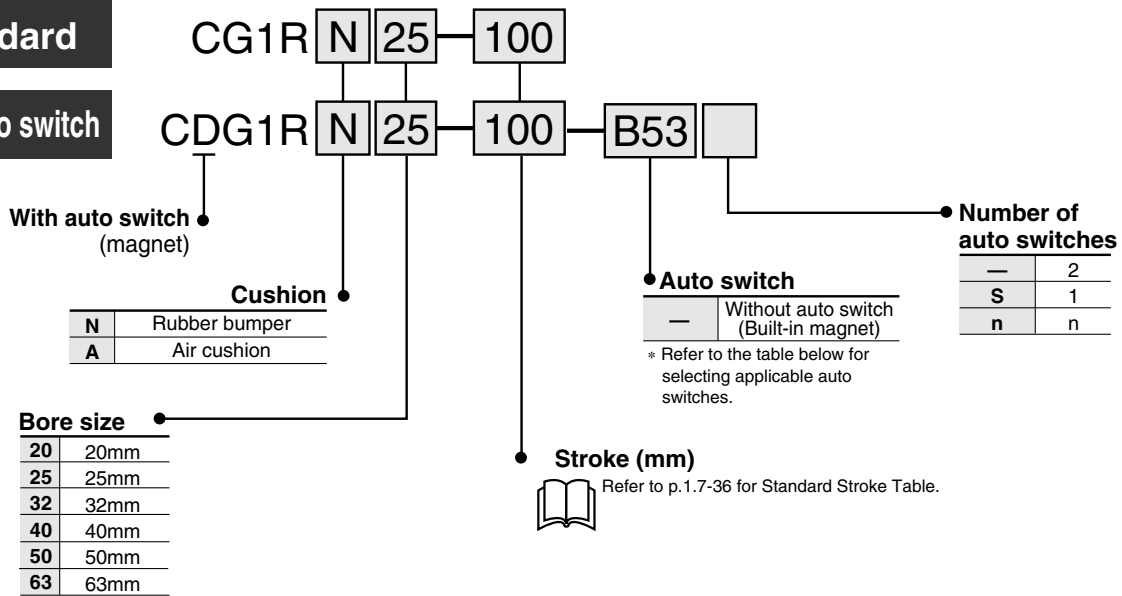 dard
CG1R N 25 — 100
o switch
CDG1R N 25 — 100 — B53
With auto switch
(magnet)
Number of
auto switches
— 2
S 1
n n
Cushion
N Rubber bumper
A Air cushion
Auto switch
— Without auto switch
(Built-in magnet)
* Refer to the table below for
selecting applicable auto
switches.
Bore size
20 20mm
25 25mm
32 32mm
40 40mm
50 50mm
63 63mm
Stroke (mm)
Refer to p.1.7-36 for Standard Stroke Table.